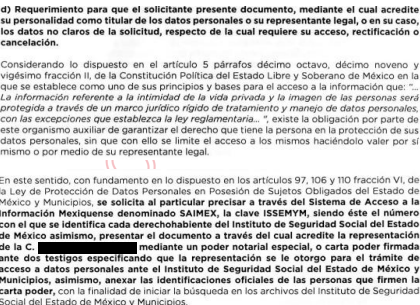 d) Requerimiento para que el solicitante presente documento, mediante el cual acredite
su personalidad como titular de los datos personales o su representante legal, o en su caso,
los datos no claros de la solicitud, respecto de la cual requiere su acceso, rectificación o
cancelación.
Considerando lo dispuesto en el artículo 5 párrafos décimo octavo, décimo noveno y
vigésimo fracción II, de la Constitución Política del Estado Libre y Soberano de México en la
que se establece como uno de sus principios y bases para el acceso a la información que: "...
La información referente a la intimidad de la vida privada y la imagen de las personas será
protegida a través de un marco jurídico rígido de tratamiento y manejo de datos personales,
con las excepciones que establezca la ley reglamentaria... ", existe la obligación por parte de
este organismo auxiliar de garantizar el derecho que tiene la persona en la protección de sus
datos personales, sin que con ello se limite el acceso a los mismos haciéndolo valer por sí
mismo o por medio de su representante legal.
En este sentido, con fundamento en lo dispuesto en los artículos 97, 106 y 110 fracción VI, de
la Ley de Protección de Datos Personales en Posesión de Sujetos Obligados del Estado de
México y Municipios, se solicita al particular precisar a través del Sistema de Acceso a la
Información Mexiquense denominado SAIMEX, la clave ISSEMYM, siendo éste el número
con el que se identifica cada derechohabiente del Instituto de Seguridad Social del Estado
de México asimismo, presentar el documento a través del cual acredite la representación
de la C. mediante un poder notarial especial, o carta poder firmada
ante dos testigos especificando que la representación se le otorga para el trámite de
acceso a datos personales ante el Instituto de Seguridad Social del Estado de México y
Municipios, asimismo, anexar las identificaciones oficiales de las personas que firmen la
carta poder, con la finalidad de iniciar la búsqueda en los archivos del Instituto de Seguridad
Social del Estado de México y Municipios.